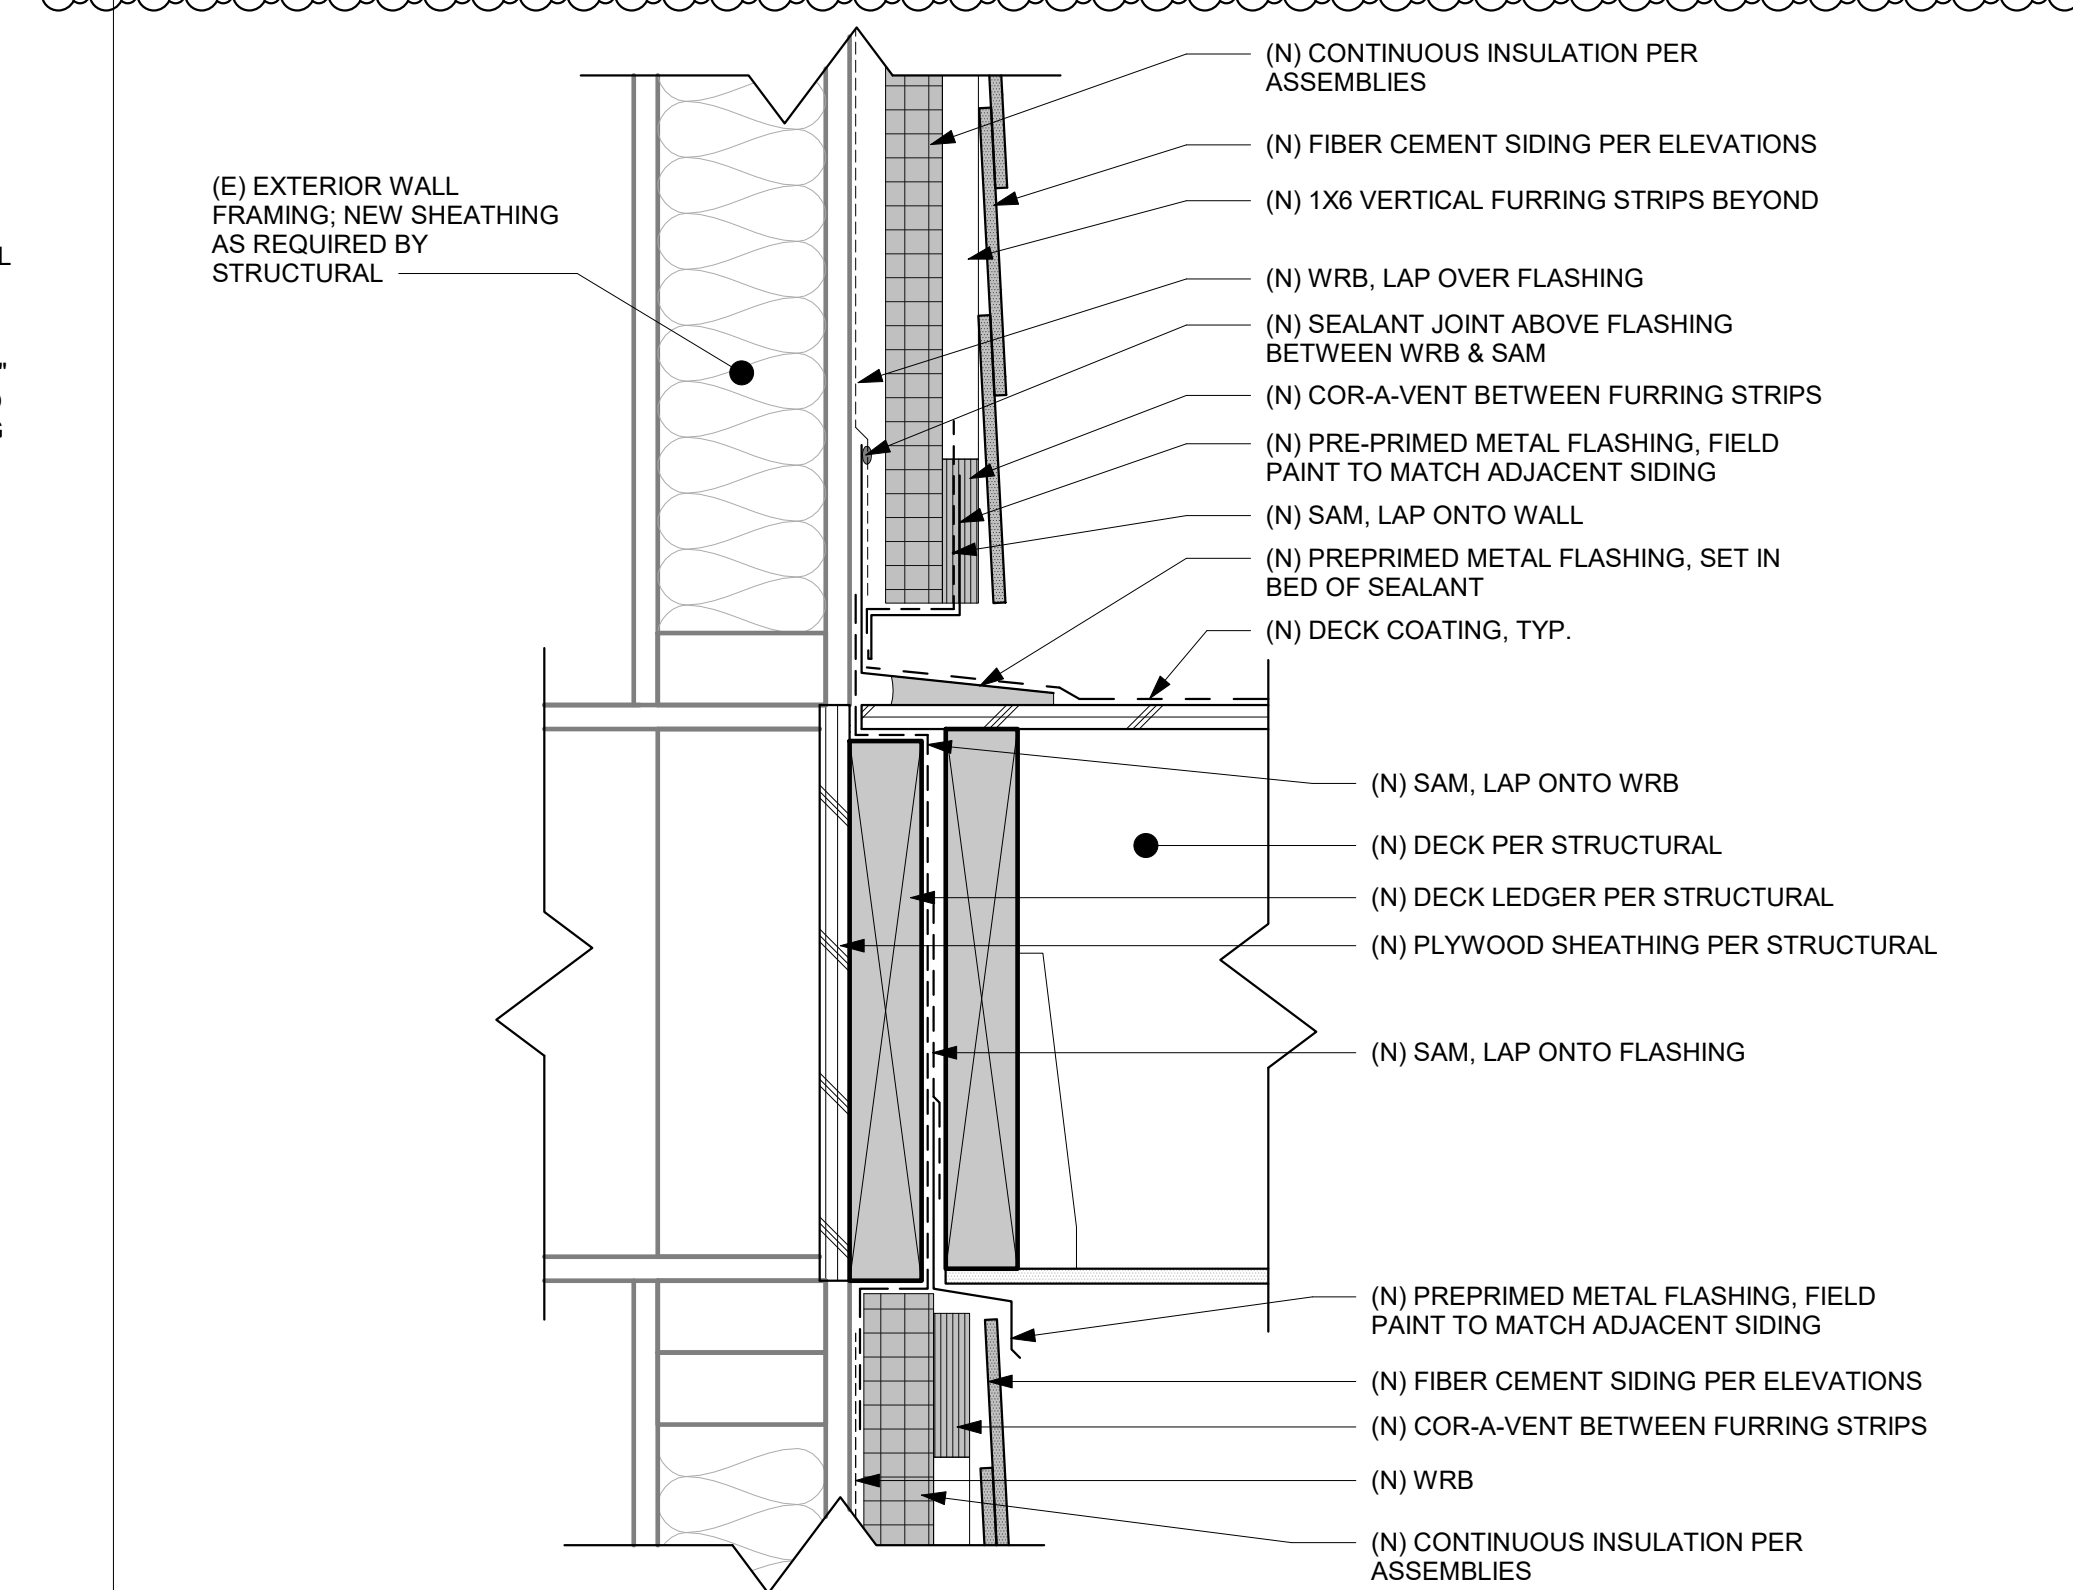 (N) CONTINUOUS INSULATION PER
ASSEMBLIES
(N) FIBER CEMENT SIDING PER ELEVATIONS
(E) EXTERIOR WALL
FRAMING; NEW SHEATHING
AS REQUIRED BY
STRUCTURAL
(N) 1X6 VERTICAL FURRING STRIPS BEYOND
(N) WRB, LAP OVER FLASHING
(N) SEALANT JOINT ABOVE FLASHING
BETWEEN WRB & SAM
(N) COR-A-VENT BETWEEN FURRING STRIPS
(N) PRE-PRIMED METAL FLASHING, FIELD
PAINT TO MATCH ADJACENT SIDING
(N) SAM, LAP ONTO WALL
(N) PREPRIMED METAL FLASHING, SET IN
BED OF SEALANT
(N) DECK COATING, TYP.
(N) SAM, LAP ONTO WRB
(N) DECK PER STRUCTURAL
(N) DECK LEDGER PER STRUCTURAL
(N) PLYWOOD SHEATHING PER STRUCTURAL
(N) SAM, LAP ONTO FLASHING
(N) PREPRIMED METAL FLASHING, FIELD
PAINT TO MATCH ADJACENT SIDING
(N) FIBER CEMENT SIDING PER ELEVATIONS
(N) COR-A-VENT BETWEEN FURRING STRIPS
(N) WRB
(N) CONTINUOUS INSULATION PER
ASSEMBLIES